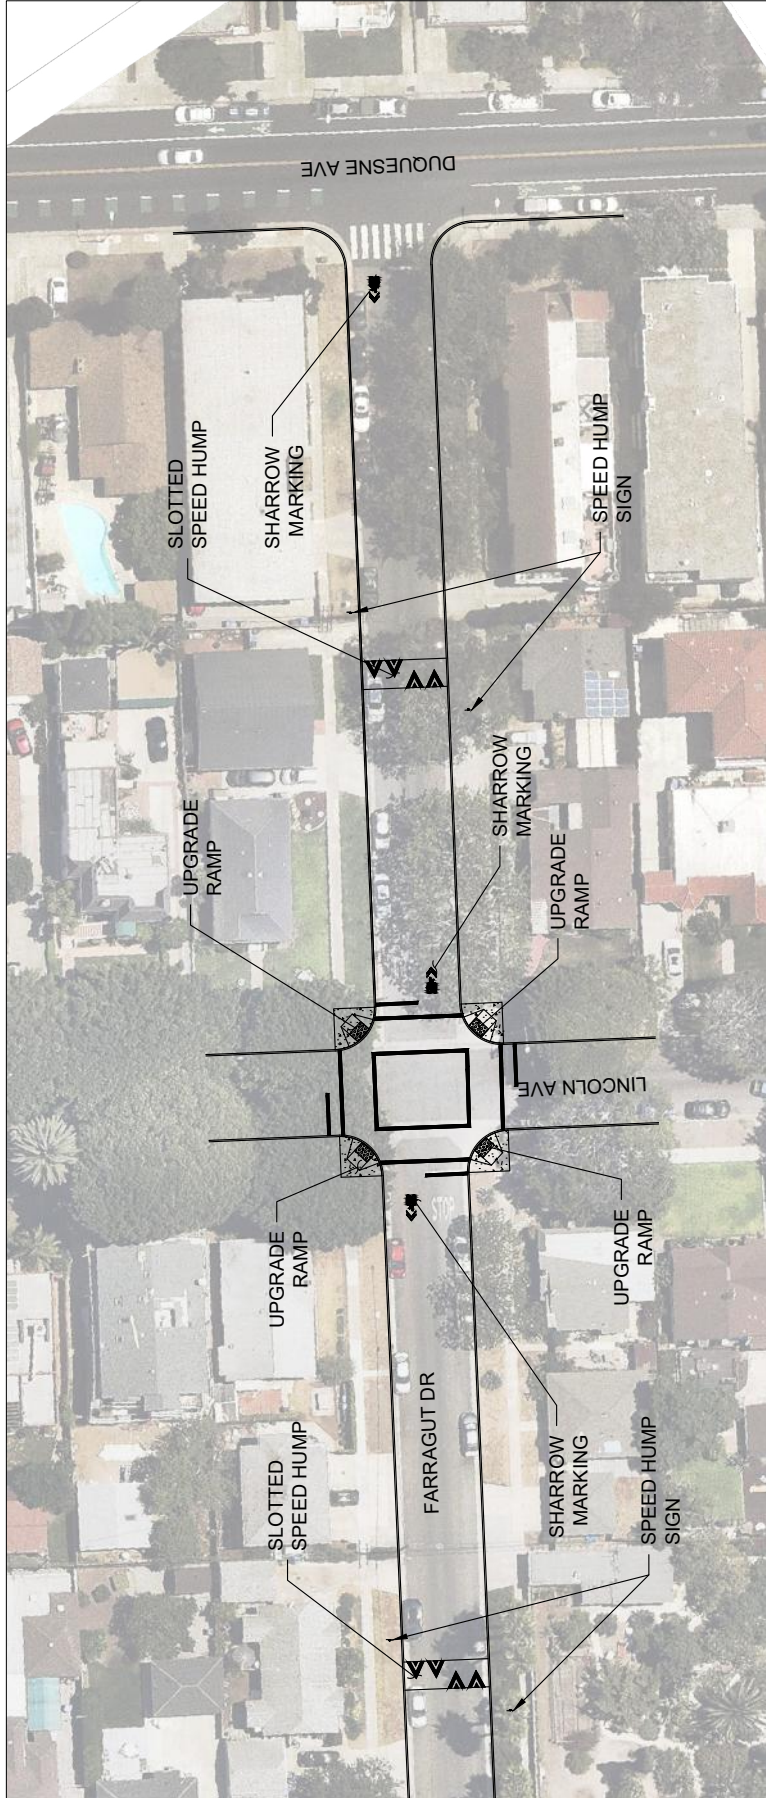 DUQUESNE AVE
SLOTTED
SPEED HUMP
SHARROW
MARKING
SPEED HUMP
SIGN
UPGRADE
RAMP
SHARROW
MARKING
UPGRADE
RAMP
LINCOLN AVE
STOP
UPGRADE
RAMP
UPGRADE
RAMP
FARRAGUT DR
SLOTTED
SPEED HUMP
SHARROW
MARKING
SPEED HUMP
SIGN